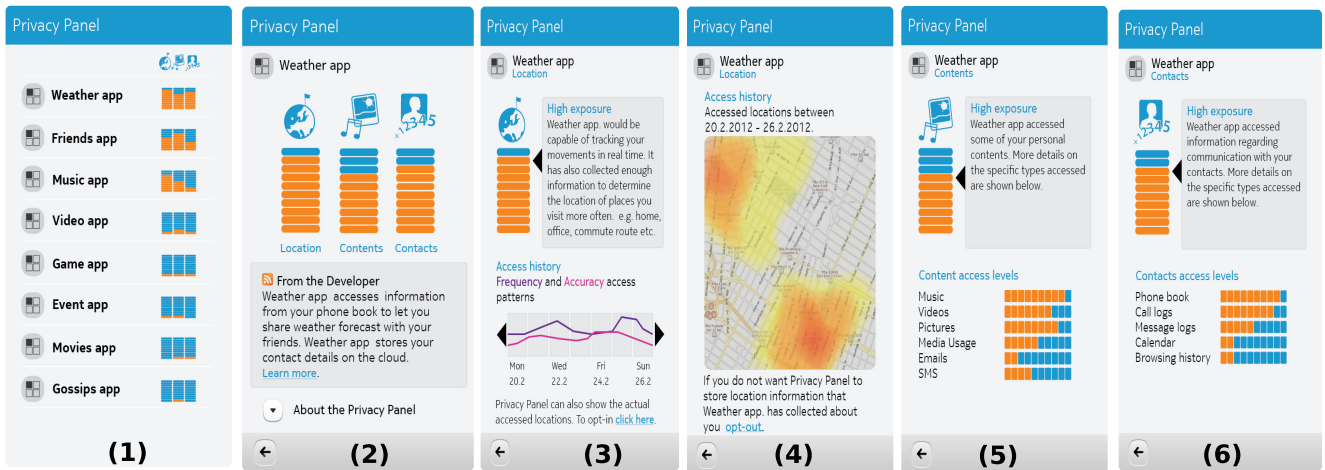 Privacy Panel
Weather app
Friends app
Music app
Video app
Game app
Event app
Movies app
Gossips app
(1)
Privacy Panel
Weather app
+12345
Location
Contents
Contacts
From the Developer
Weather app accesses information
from your phone book to let you
share weather forecast with your
friends. Weather app stores your
contact details on the cloud.
Learn more.
About the Privacy Panel
(2)
Privacy Panel
Weather app
Location
High exposure
Weather app. would be
capable of tracking your
movements in real time. It
has also collected enough
information to determine
the location of places you
visit more often. e.g. home,
office, commute route etc.
Access history
Frequency and Accuracy access
patterns
Mon Wed Fri Sun
20.2 22.2 24.2 26.2
Privacy Panel can also show the actual
accessed locations. To opt-in click here.
(3)
Privacy Panel
Weather app
Location
Access history
Accessed locations between
20.2.2012 - 26.2.2012.
If you do not want Privacy Panel to
store location information that
Weather app. has collected about
you opt-out.
(4)
Privacy Panel
Weather app
Contents
High exposure
Weather app accessed
some of your personal
contents. More details on
the specific types accessed
are shown below.
Content access levels
Music
Videos
Pictures
Media Usage
Emails
SMS
(5)
Privacy Panel
Weather app
Contacts
+12345
High exposure
Weather app accessed
information regarding
communication with your
contacts. More details on
the specific types accessed
are shown below.
Contacts access levels
Phone book
Call logs
Message logs
Calendar
Browsing history
(6)